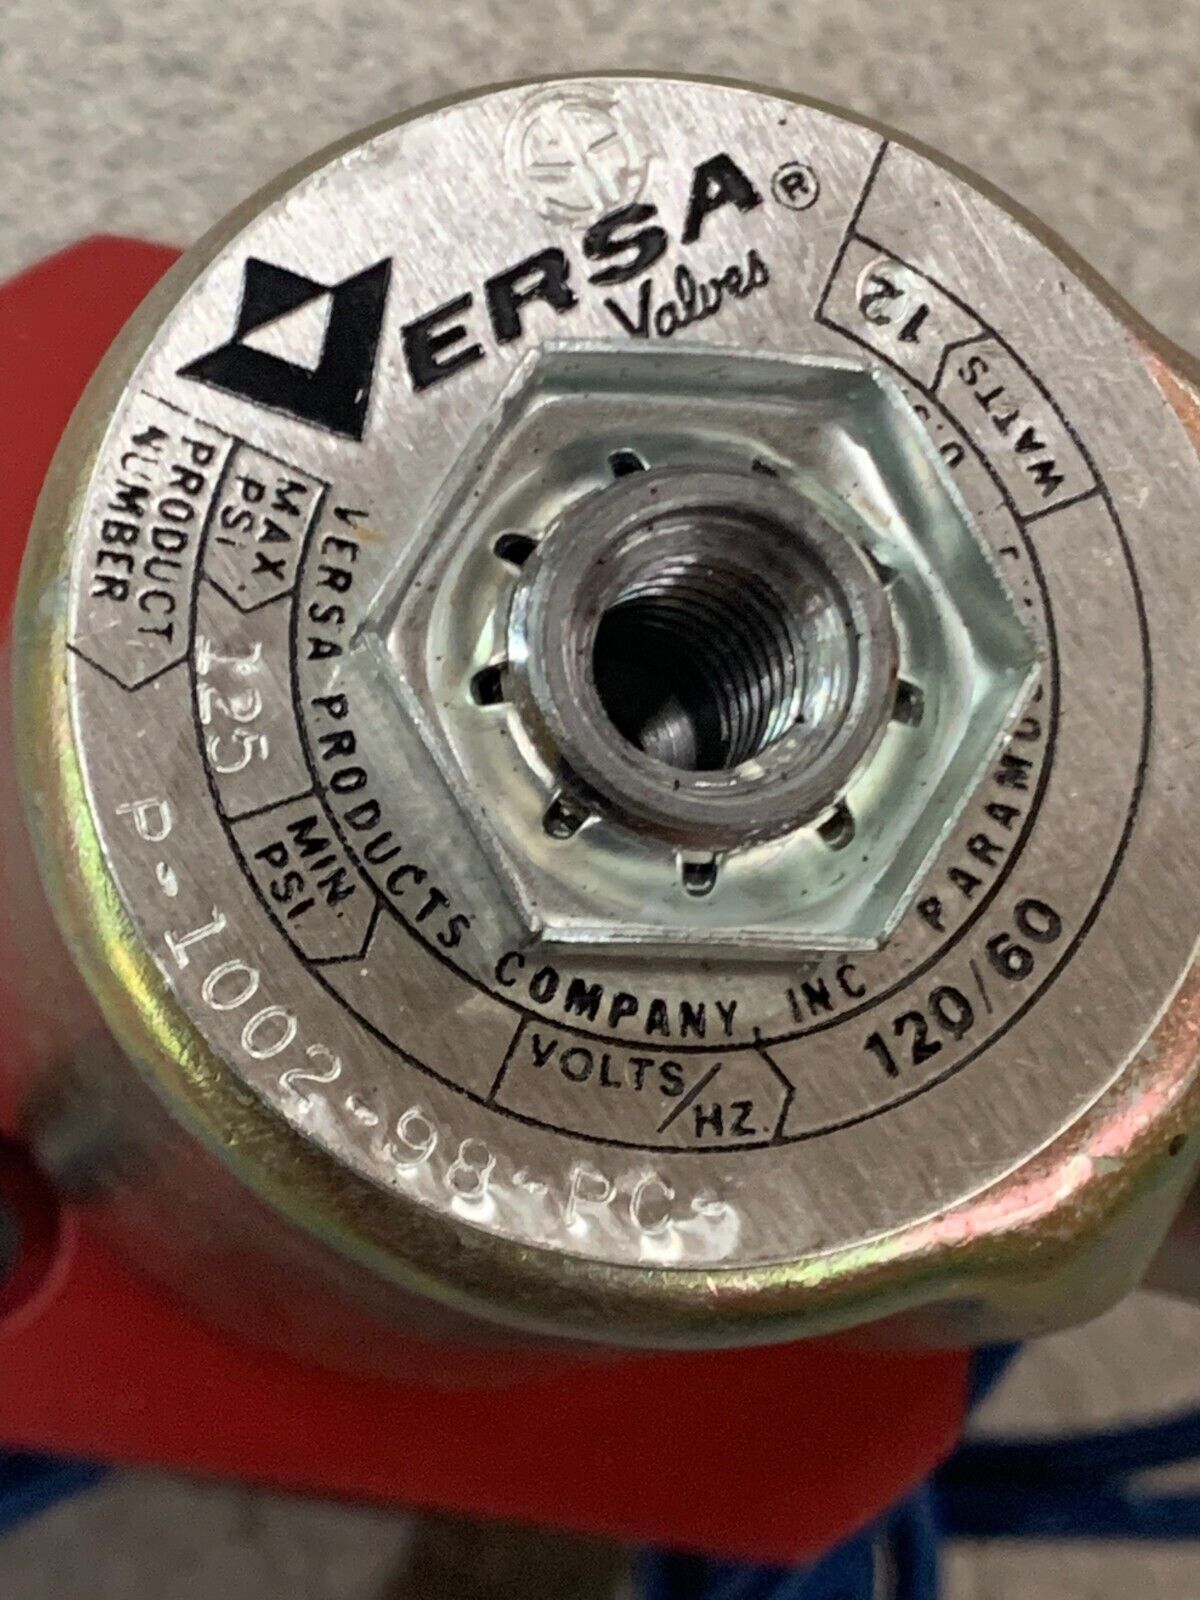 VERSA®
Valves
PRODUCT
NUMBER
P-1002-98-PC-
MAX
PSI
125
MIN.
PSI.
VOLTS/HZ.
120/60
WATTS
12
VERSA PRODUCTS COMPANY, INC PARAMUS